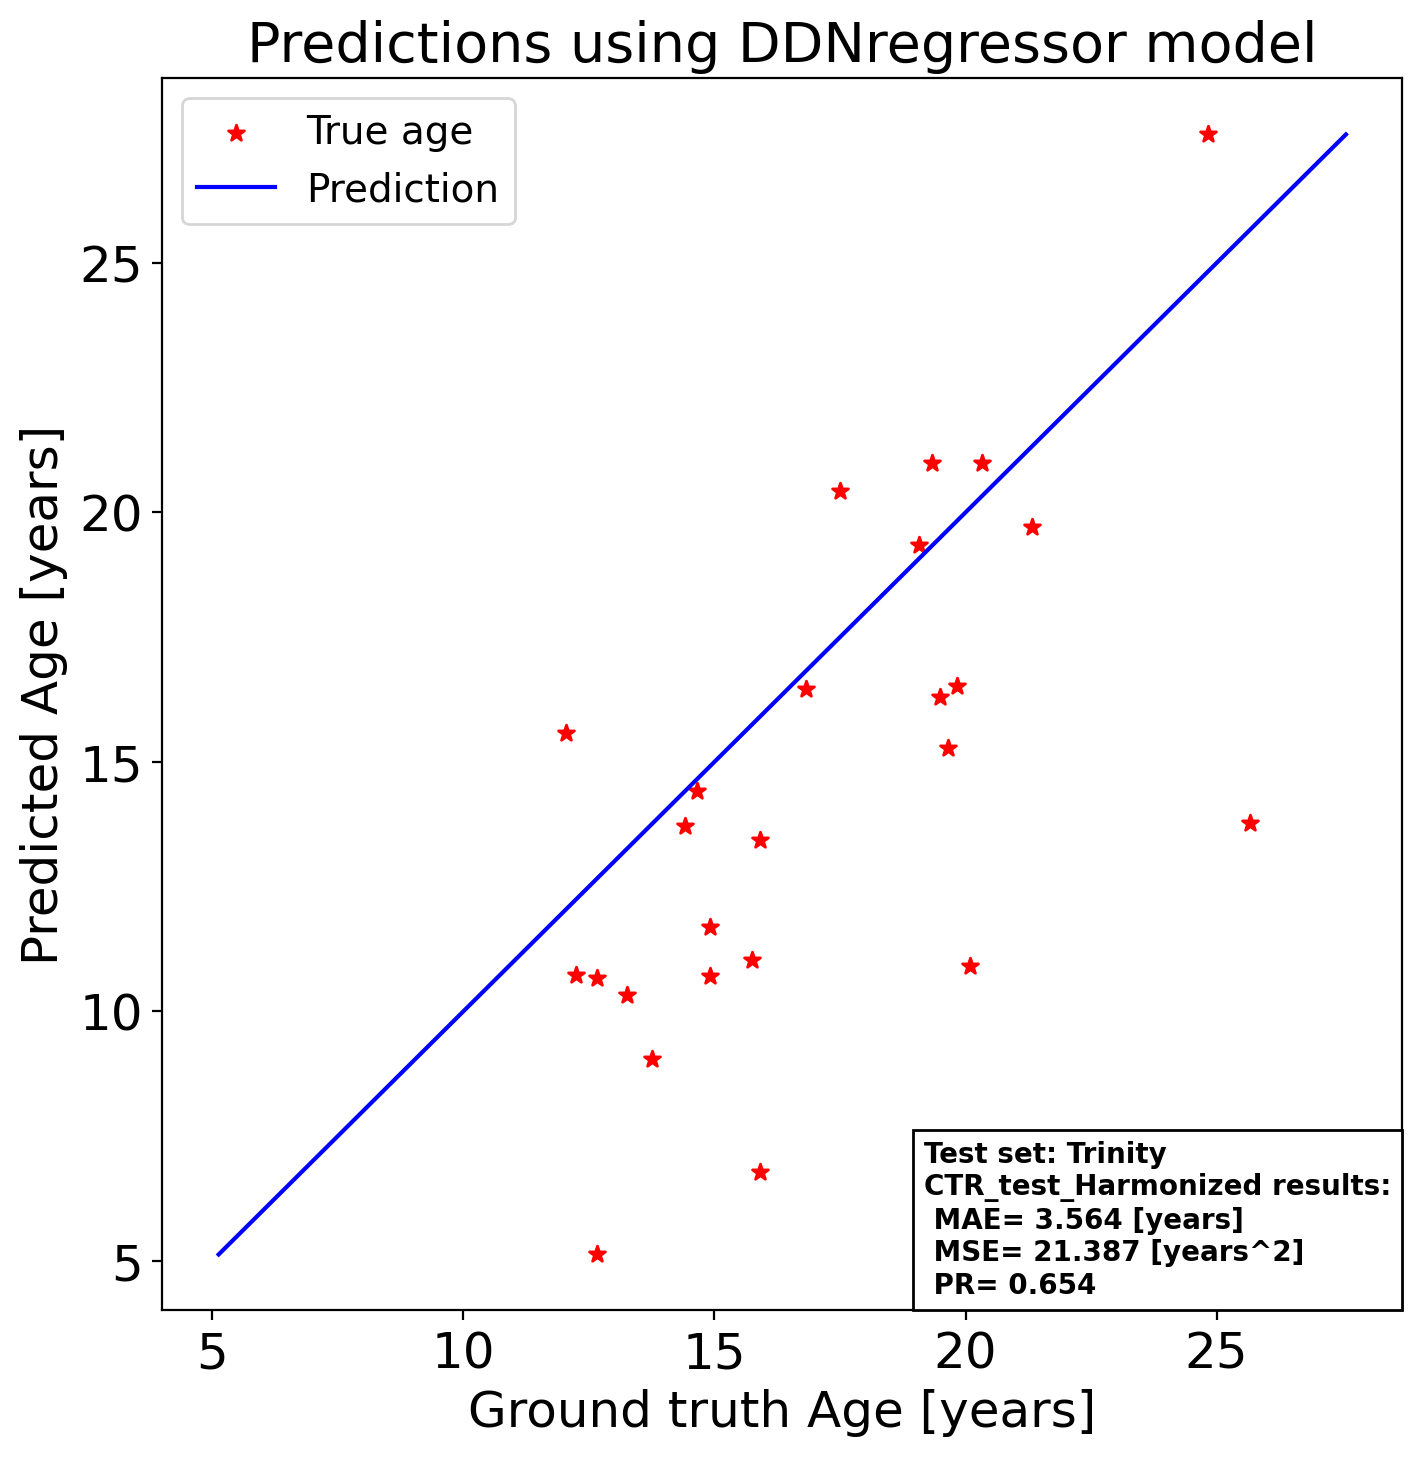 Predictions using DDNregressor model
True age
Prediction
25
20
15
10
5
Predicted Age [years]
Test set: Trinity
CTR_test_Harmonized results:
MAE= 3.564 [years]
MSE= 21.387 [years^2]
PR= 0.654
5 10 15 20 25
Ground truth Age [years]